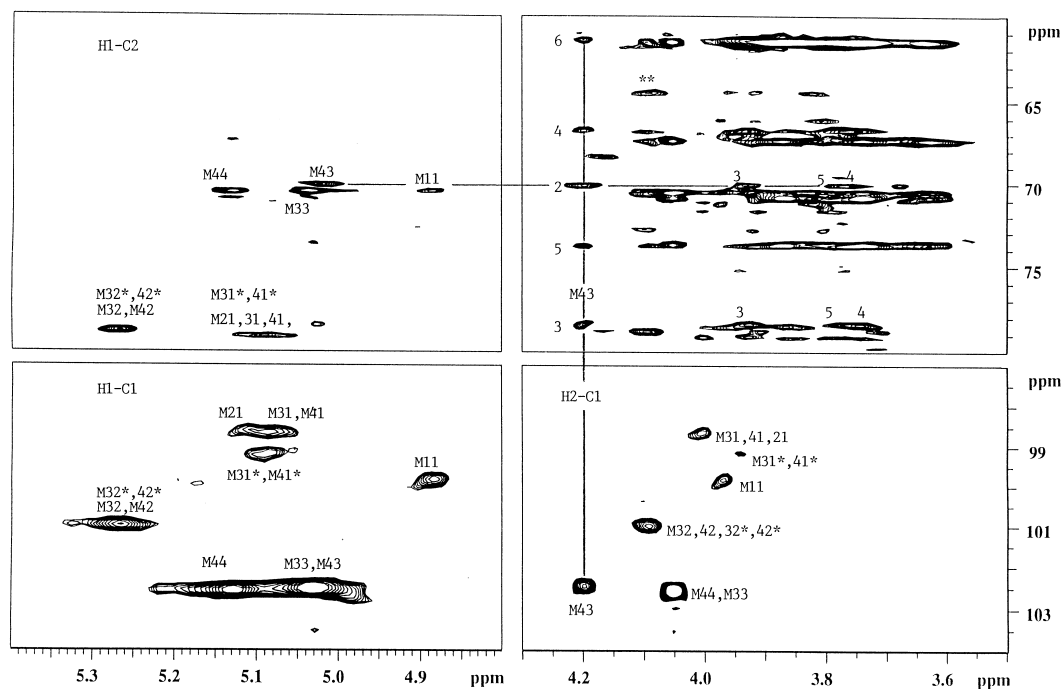 H1-C2
M44
M43
M11
M33
M32*,42*
M32,M42
M31*,41*
M21,31,41,
ppm
6
**
65
4
3
5
4
2
70
5
75
M43
3
5
4
3
H1-C1
M21
M31,M41
M31*,M41*
M11
M32*,42*
M32,M42
M44
M33,M43
5.3
5.2
5.1
5.0
4.9
ppm
ppm
H2-C1
M31,41,21
99
M31*,41*
M11
101
M32,42,32*,42*
M44,M33
M43
103
4.2
4.0
3.8
3.6
ppm